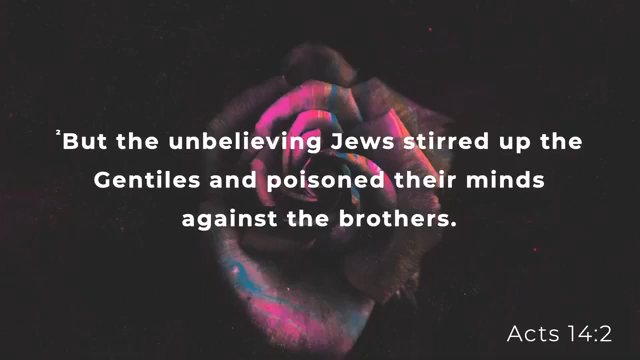 ²But the unbelieving Jews stirred up the
Gentiles and poisoned their minds
against the brothers.
Acts 14:2